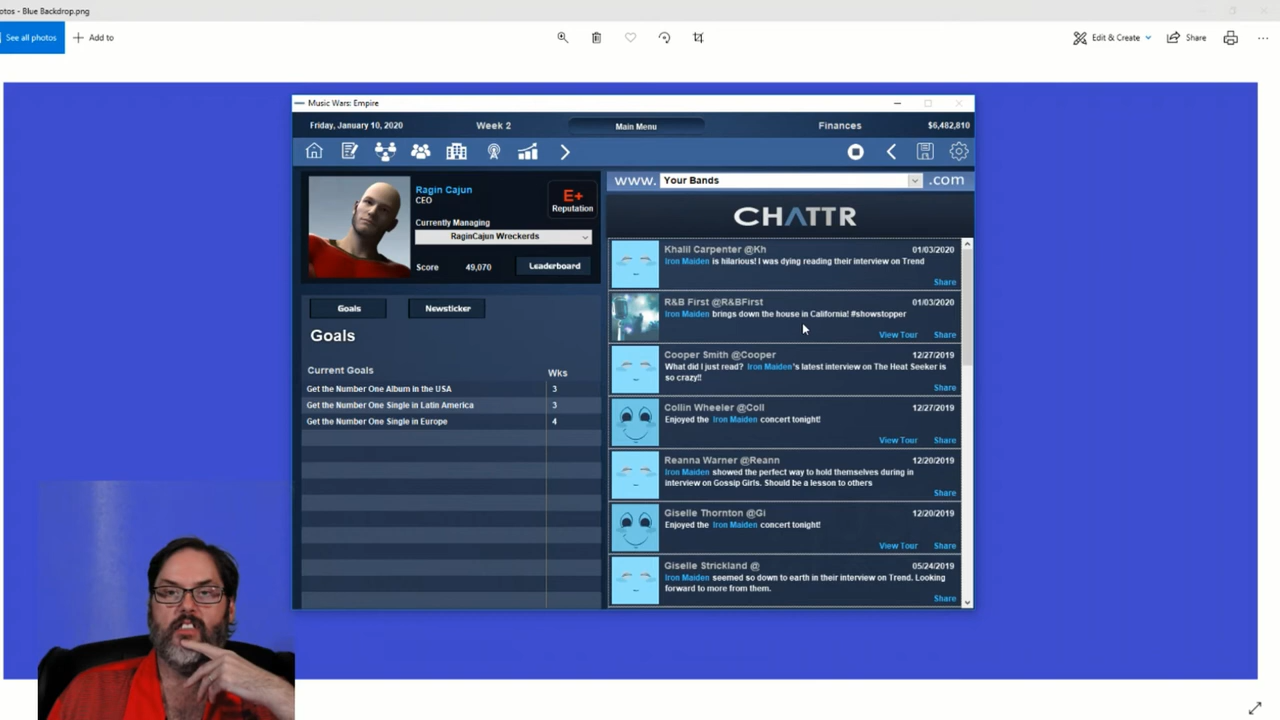 otos - Blue Backdrop.png
See all photos
Add to
Edit & Create
Share
Music Wars: Empire
Friday, January 10, 2020
Week 2
Main Menu
Finances
$6,482,810
Ragin Cajun
CEO
E+
Reputation
Currently Managing
RaginCajun Wreckerds
Score 49,070
Leaderboard
Goals
Newsticker
Goals
Current Goals
Wks
Get the Number One Album in the USA 3
Get the Number One Single in Latin America 3
Get the Number One Single in Europe 4
www. Your Bands .com
CHATTR
Khalil Carpenter @Kh 01/03/2020
Iron Maiden is hilarious! I was dying reading their interview on Trend
Share
R&B First @R&BFirst 01/03/2020
Iron Maiden brings down the house in California! #showstopper
View Tour Share
Cooper Smith @Cooper 12/27/2019
What did I just read? Iron Maiden's latest interview on The Heat Seeker is
so crazy!!
Share
Collin Wheeler @Coll 12/27/2019
Enjoyed the Iron Maiden concert tonight!
View Tour Share
Reanna Warner @Reann 12/20/2019
Iron Maiden showed the perfect way to hold themselves during in
interview on Gossip Girls. Should be a lesson to others
Share
Giselle Thornton @Gi 12/20/2019
Enjoyed the Iron Maiden concert tonight!
View Tour Share
Giselle Strickland @ 05/24/2019
Iron Maiden seemed so down to earth in their interview on Trend. Looking
forward to more from them.
Share